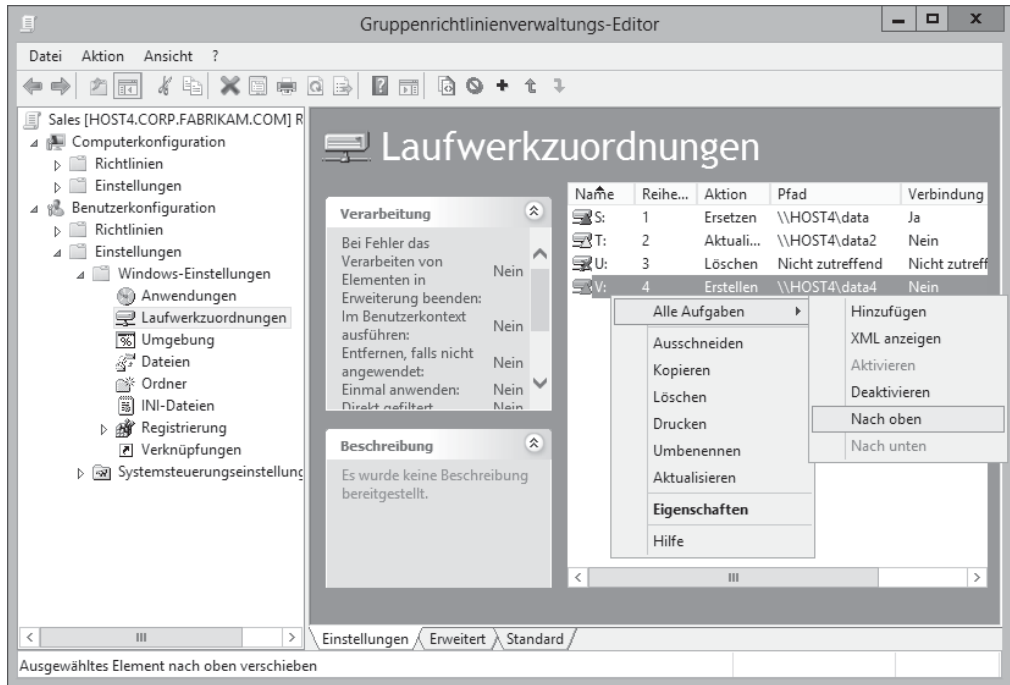 Gruppenrichtlinienverwaltungs-Editor
Datei Aktion Ansicht ?
Sales [HOST4.CORP.FABRIKAM.COM] R
Computerkonfiguration
Richtlinien
Einstellungen
Benutzerkonfiguration
Richtlinien
Einstellungen
Windows-Einstellungen
Anwendungen
Laufwerkzuordnungen
Umgebung
Dateien
Ordner
INI-Dateien
Registrierung
Verknüpfungen
Systemsteuerungseinstellung
Laufwerkzuordnungen
Verarbeitung
Bei Fehler das
Verarbeiten von
Elementen in
Erweiterung beenden:
Nein
Im Benutzerkontext
ausführen:
Nein
Entfernen, falls nicht
angewendet:
Nein
Einmal anwenden: Nein
Direkt gefiltert Nein
Beschreibung
Es wurde keine Beschreibung
bereitgestellt.
Name Reihe... Aktion Pfad Verbindung
S: 1 Ersetzen \\HOST4\data Ja
T: 2 Aktuali... \\HOST4\data2 Nein
U: 3 Löschen Nicht zutreffend Nicht zutreff
V: 4 Erstellen \\HOST4\data4 Nein
Alle Aufgaben
Ausschneiden
Kopieren
Löschen
Drucken
Umbenennen
Aktualisieren
Eigenschaften
Hilfe
Hinzufügen
XML anzeigen
Aktivieren
Deaktivieren
Nach oben
Nach unten
Einstellungen Erweitert Standard
Ausgewähltes Element nach oben verschieben